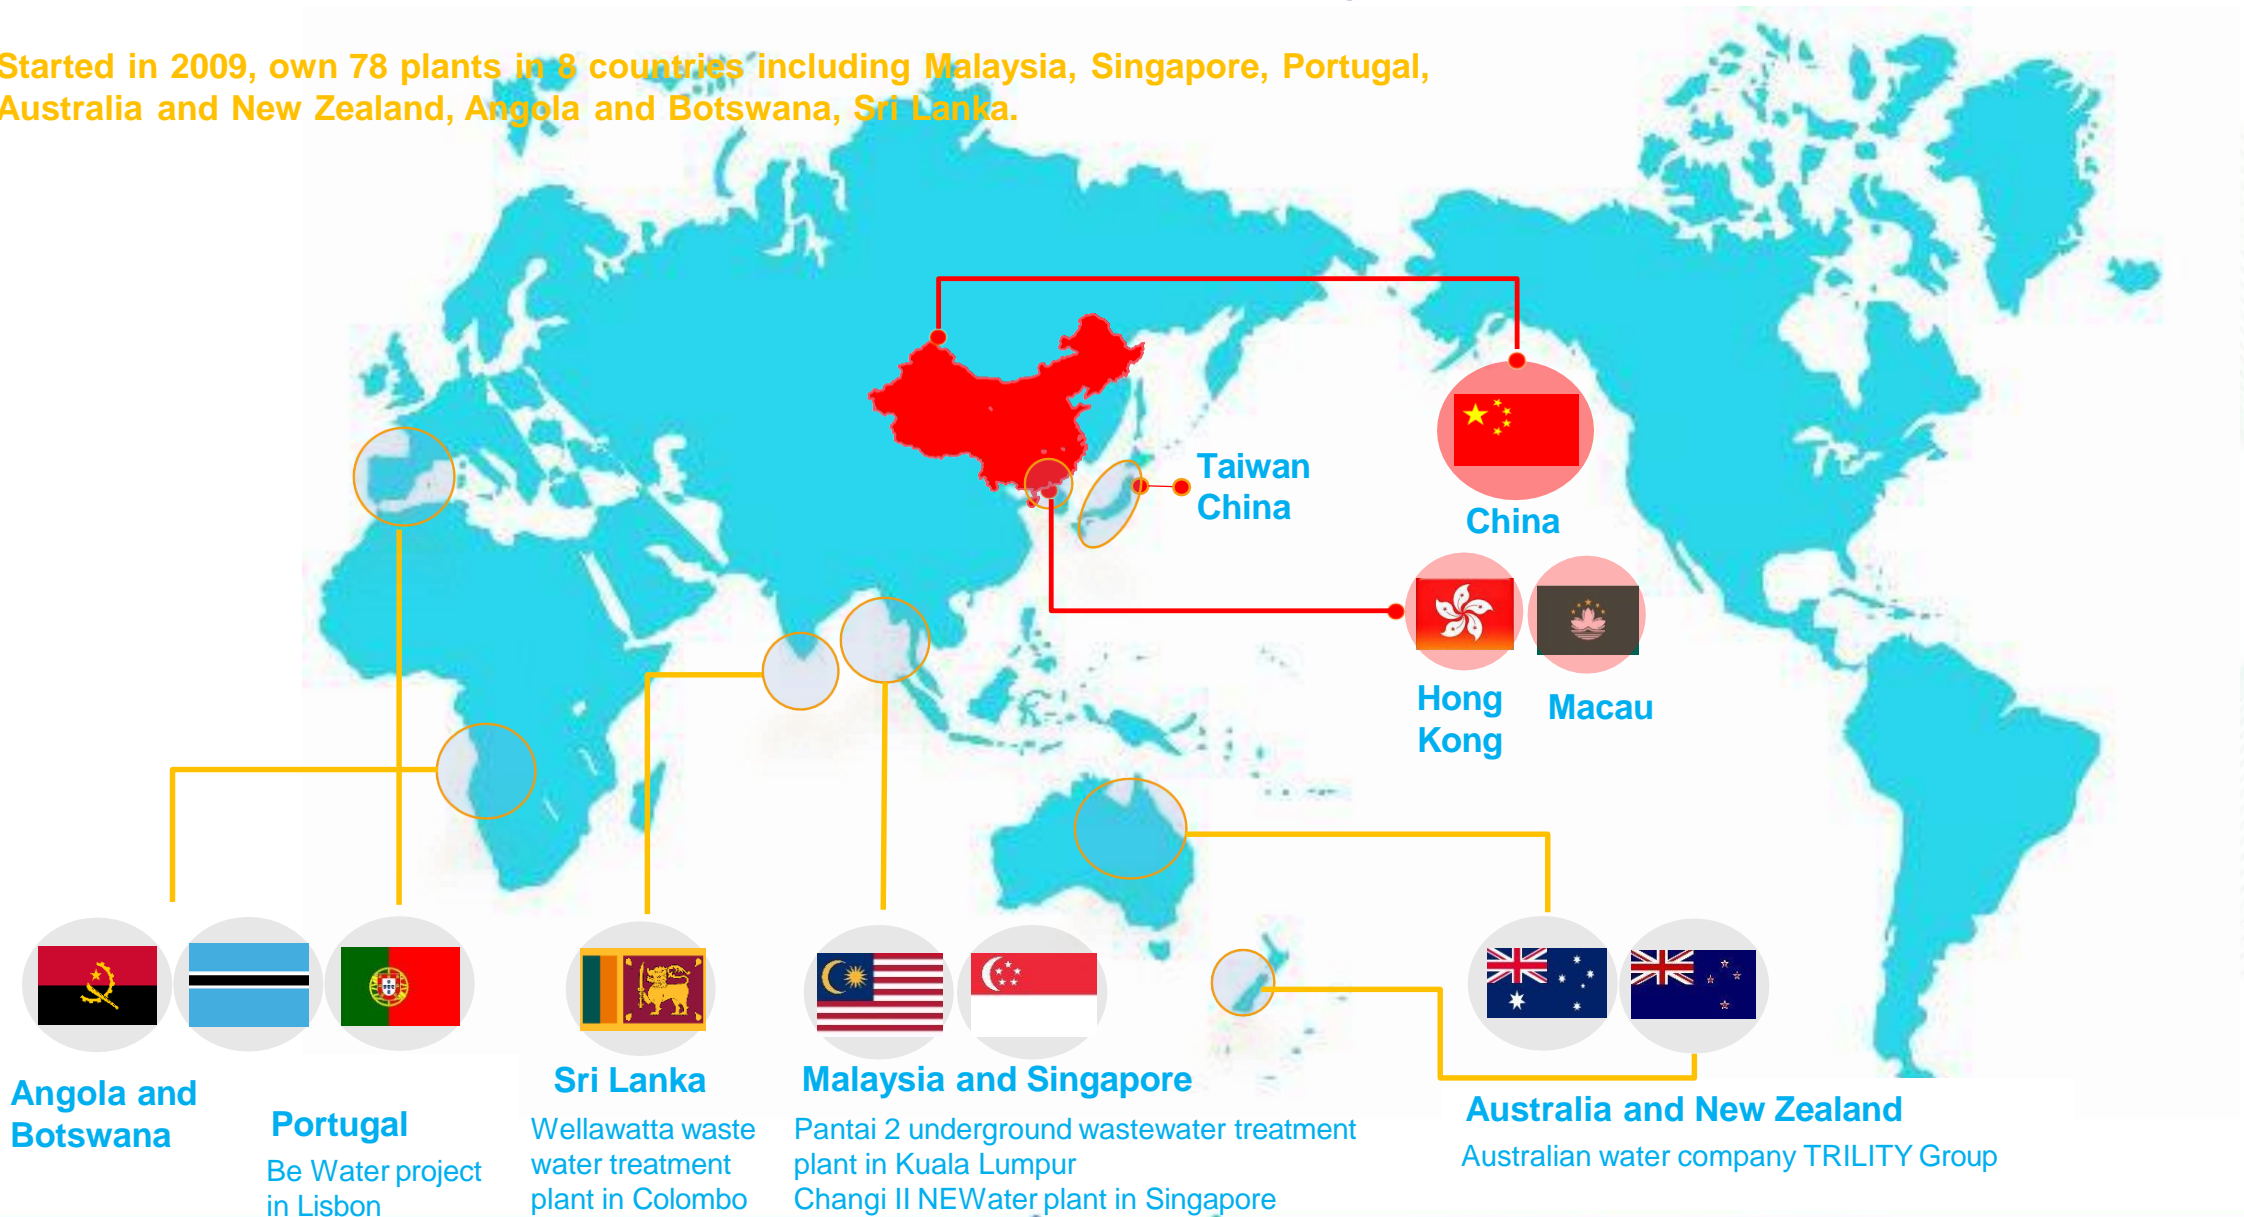 Started in 2009, own 78 plants in 8 countries including Malaysia, Singapore, Portugal,
Australia and New Zealand, Angola and Botswana, Sri Lanka.
Taiwan
China
China
Hong
Kong
Macau
Angola and
Botswana
Portugal
Be Water project
in Lisbon
Sri Lanka
Wellawatta waste
water treatment
plant in Colombo
Malaysia and Singapore
Pantai 2 underground wastewater treatment
plant in Kuala Lumpur
Changi II NEWater plant in Singapore
Australia and New Zealand
Australian water company TRILITY Group